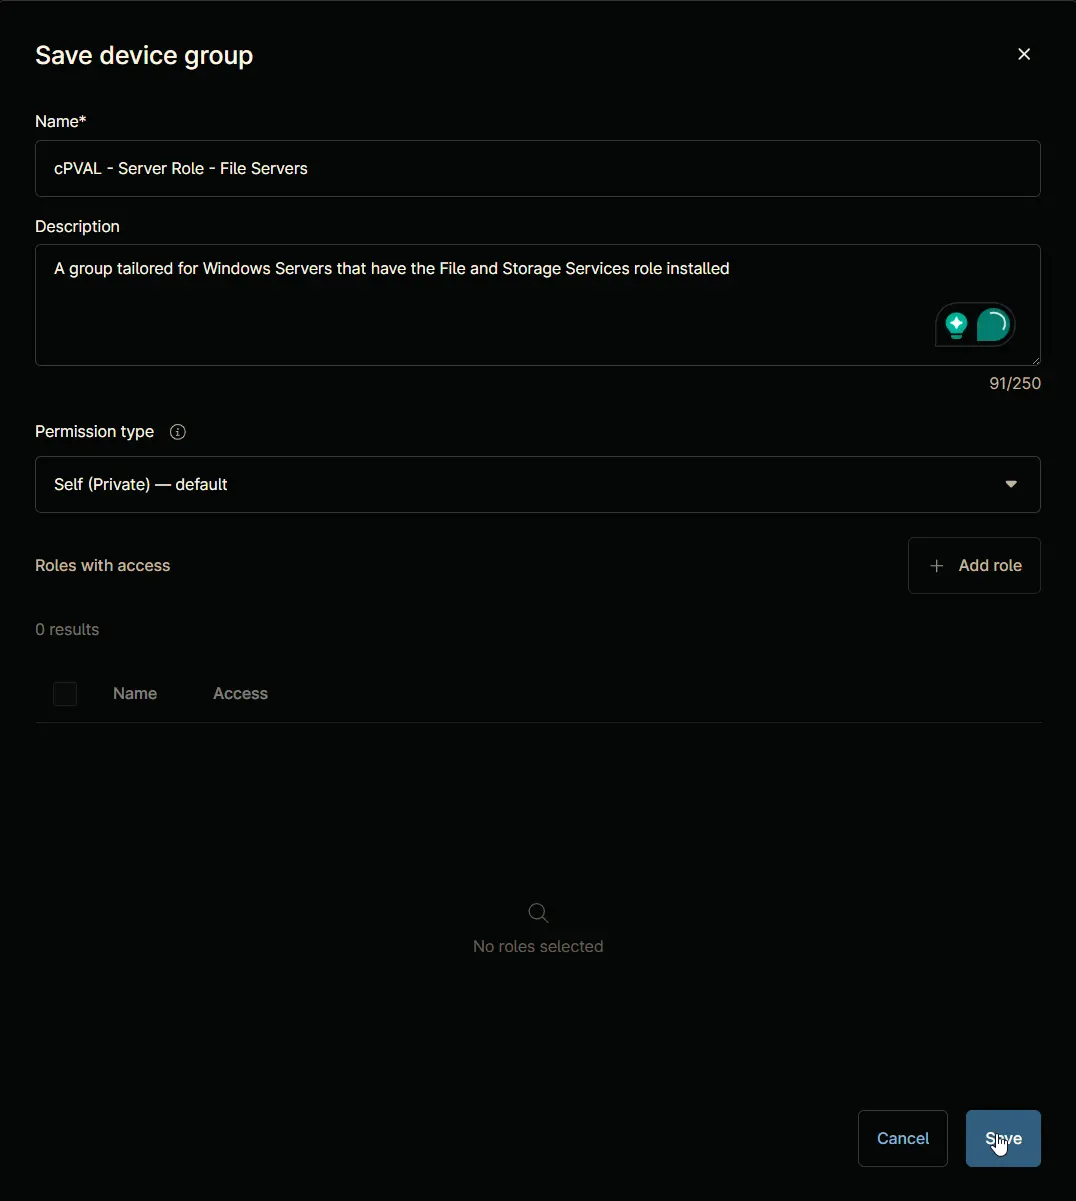 Save device group
Name*
cPVAL - Server Role - File Servers
Description
A group tailored for Windows Servers that have the File and Storage Services role installed
91/250
Permission type
Self (Private) — default
Roles with access
Add role
0 results
Name Access
No roles selected
Cancel Save